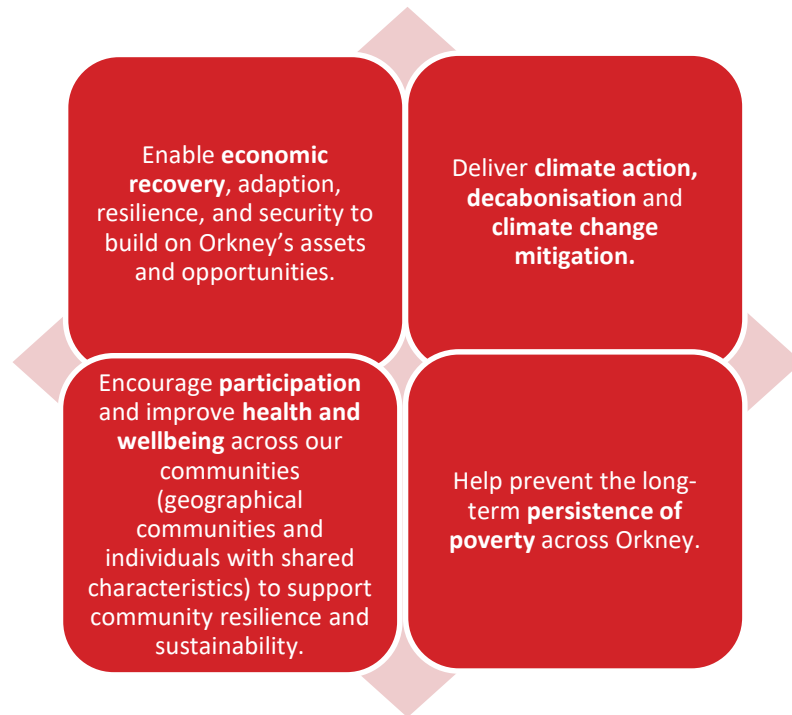 Enable economic
recovery, adaption,
resilience, and security to
build on Orkney’s assets
and opportunities.
Deliver climate action,
decabonisation and
climate change
mitigation.
Encourage participation
and improve health and
wellbeing across our
communities
(geographical
communities and
individuals with shared
characteristics) to support
community resilience and
sustainability.
Help prevent the long-
term persistence of
poverty across Orkney.